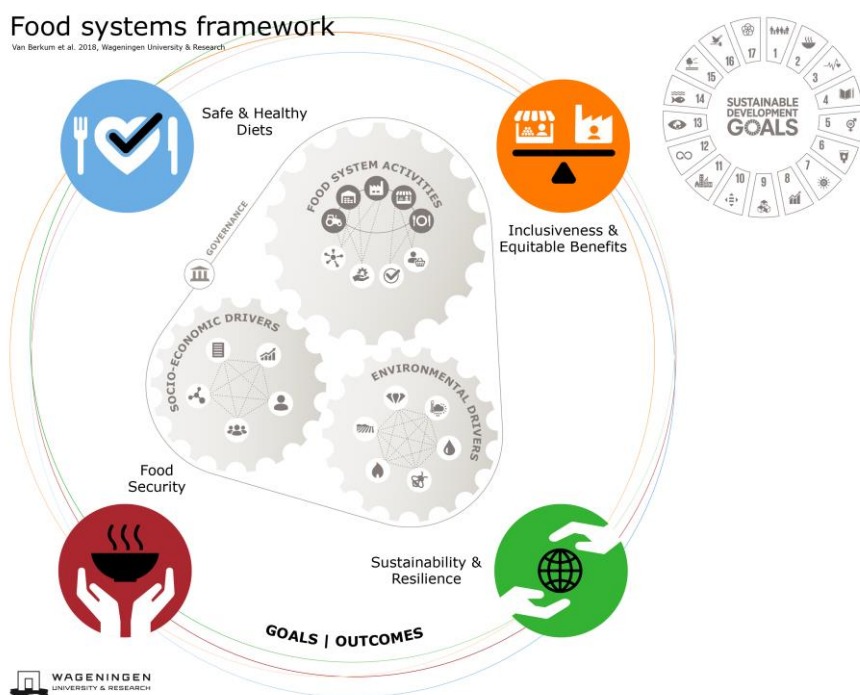 Food systems framework
Van Berkum et al. 2018, Wageningen University & Research
Safe & Healthy
Diets
Inclusiveness &
Equitable Benefits
GOVERNANCE
FOOD SYSTEM ACTIVITIES
SOCIO-ECONOMIC DRIVERS
ENVIRONMENTAL DRIVERS
Food
Security
Sustainability &
Resilience
GOALS | OUTCOMES
WAGENINGEN
UNIVERSITY & RESEARCH
SUSTAINABLE
DEVELOPMENT
GOALS
1
2
3
4
5
6
7
8
9
10
11
12
13
14
15
16
17